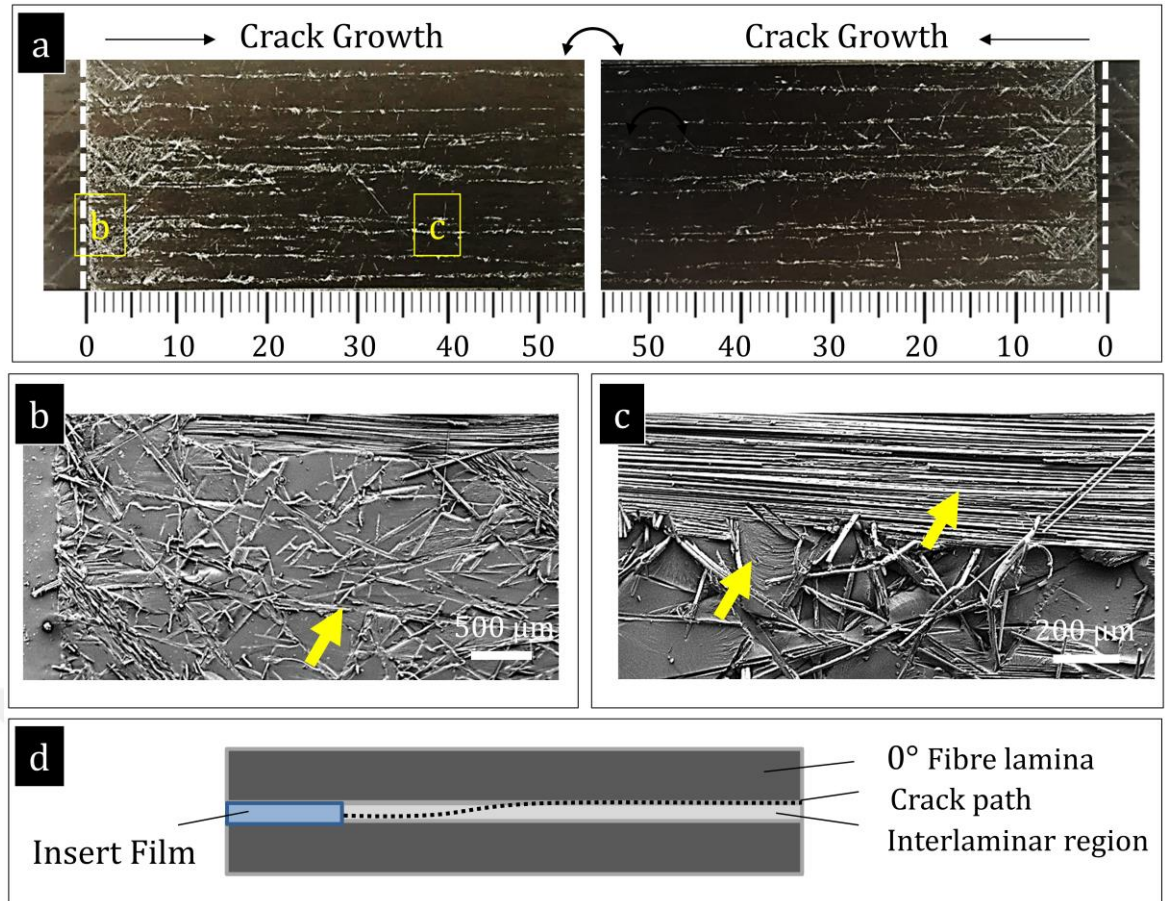 a
Crack Growth
Crack Growth
b
c
0 10 20 30 40 50
50 40 30 20 10 0
b
500 μm
c
200 μm
d
0° Fibre lamina
Crack path
Interlaminar region
Insert Film